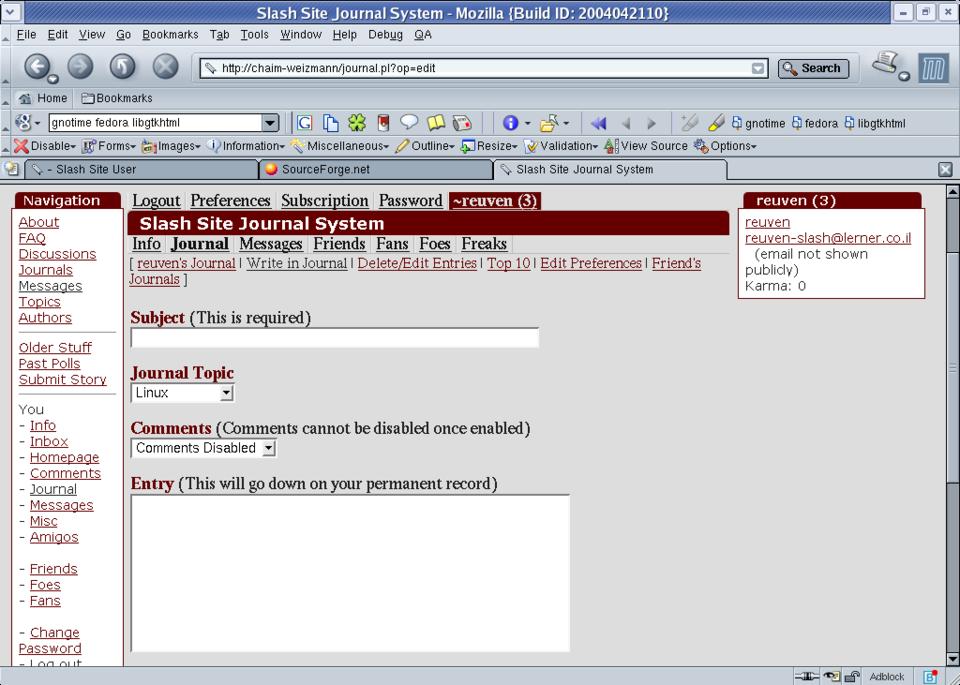 Slash Site Journal System - Mozilla {Build ID: 2004042110}
File Edit View Go Bookmarks Tab Tools Window Help Debug QA
http://chaim-weizmann/journal.pl?op=edit Search
Home Bookmarks
gnotime fedora libgtkhtml gnotime fedora libgtkhtml
Disable Forms Images Information Miscellaneous Outline Resize Validation View Source Options
- Slash Site User SourceForge.net Slash Site Journal System
Navigation
About
FAQ
Discussions
Journals
Messages
Topics
Authors
Older Stuff
Past Polls
Submit Story
You
- Info
- Inbox
- Homepage
- Comments
- Journal
- Messages
- Misc
- Amigos
- Friends
- Foes
- Fans
- Change
Password
- Log out
Logout Preferences Subscription Password ~reuven (3)
Slash Site Journal System
Info Journal Messages Friends Fans Foes Freaks
[ reuven's Journal | Write in Journal | Delete/Edit Entries | Top 10 | Edit Preferences | Friend's
Journals ]
Subject (This is required)
Journal Topic
Linux
Comments (Comments cannot be disabled once enabled)
Comments Disabled
Entry (This will go down on your permanent record)
reuven (3)
reuven
reuven-slash@lerner.co.il
(email not shown
publicly)
Karma: 0
Adblock